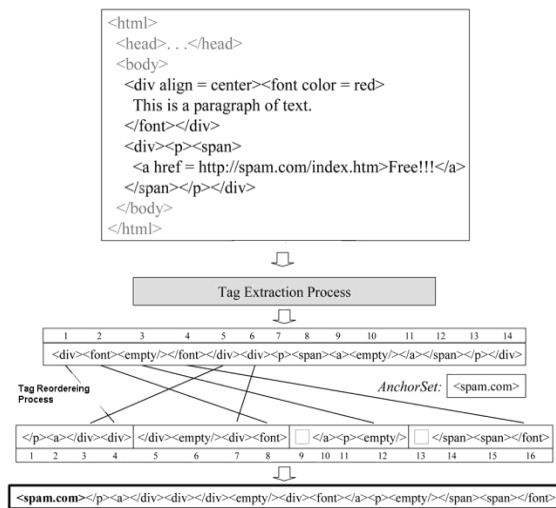 <html>
<head>. . .</head>
<body>
<div align = center><font color = red>
This is a paragraph of text.
</font></div>
<div><p><span>
<a href = http://spam.com/index.htm>Free!!!</a>
</span></p></div>
</body>
</html>
Tag Extraction Process
1 2 3 4 5 6 7 8 9 10 11 12 13 14
<div><font><empty/></font></div><div><p><span><a><empty/></a></span></p></div>
Tag Reordereing
Process
AnchorSet: <spam.com>
</p><a></div><div> </div><empty/><div><font> </a><p><empty/> </span><span></font>
1 2 3 4 5 6 7 8 9 10 11 12 13 14 15 16
<spam.com></p><a></div><div></div><empty/><div><font></a><p><empty/></span><span></font>